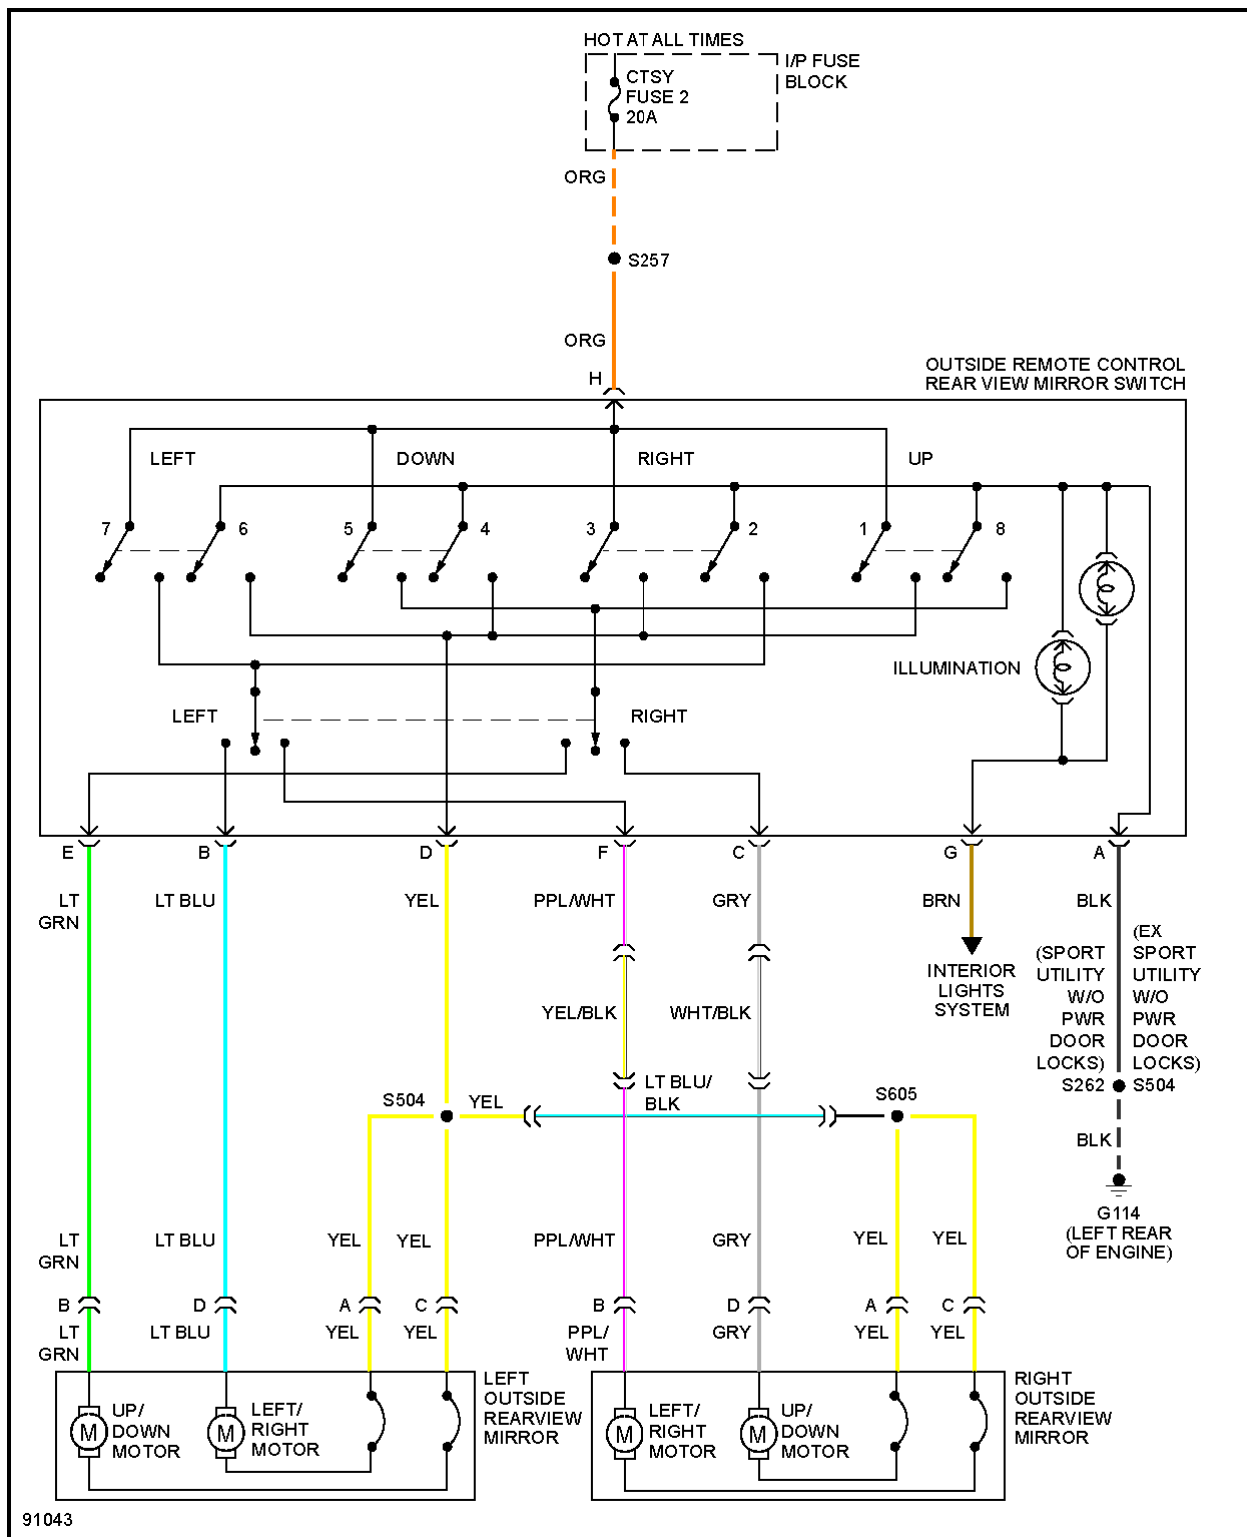 HOT AT ALL TIMES
I/P FUSE
BLOCK
CTSY
FUSE 2
20A
ORG
S257
ORG
H
OUTSIDE REMOTE CONTROL
REAR VIEW MIRROR SWITCH
LEFT DOWN RIGHT UP
7 6 5 4 3 2 1 8
ILLUMINATION
LEFT RIGHT
E B D F C G A
LT
GRN
LT BLU
YEL
PPL/WHT
GRY
BRN
BLK
INTERIOR
LIGHTS
SYSTEM
(SPORT
UTILITY
W/O
PWR
DOOR
LOCKS)
S262
(EX
SPORT
UTILITY
W/O
PWR
DOOR
LOCKS)
S504
YEL/BLK
WHT/BLK
S504
YEL
LT BLU/
BLK
S605
BLK
G114
(LEFT REAR
OF ENGINE)
LT
GRN
LT BLU
YEL
YEL
PPL/WHT
GRY
YEL
YEL
B D A C B D A C
LT
GRN
LT BLU
YEL
YEL
PPL/
WHT
GRY
YEL
YEL
LEFT
OUTSIDE
REARVIEW
MIRROR
RIGHT
OUTSIDE
REARVIEW
MIRROR
M
UP/
DOWN
MOTOR
M
LEFT/
RIGHT
MOTOR
M
LEFT/
RIGHT
MOTOR
M
UP/
DOWN
MOTOR
91043